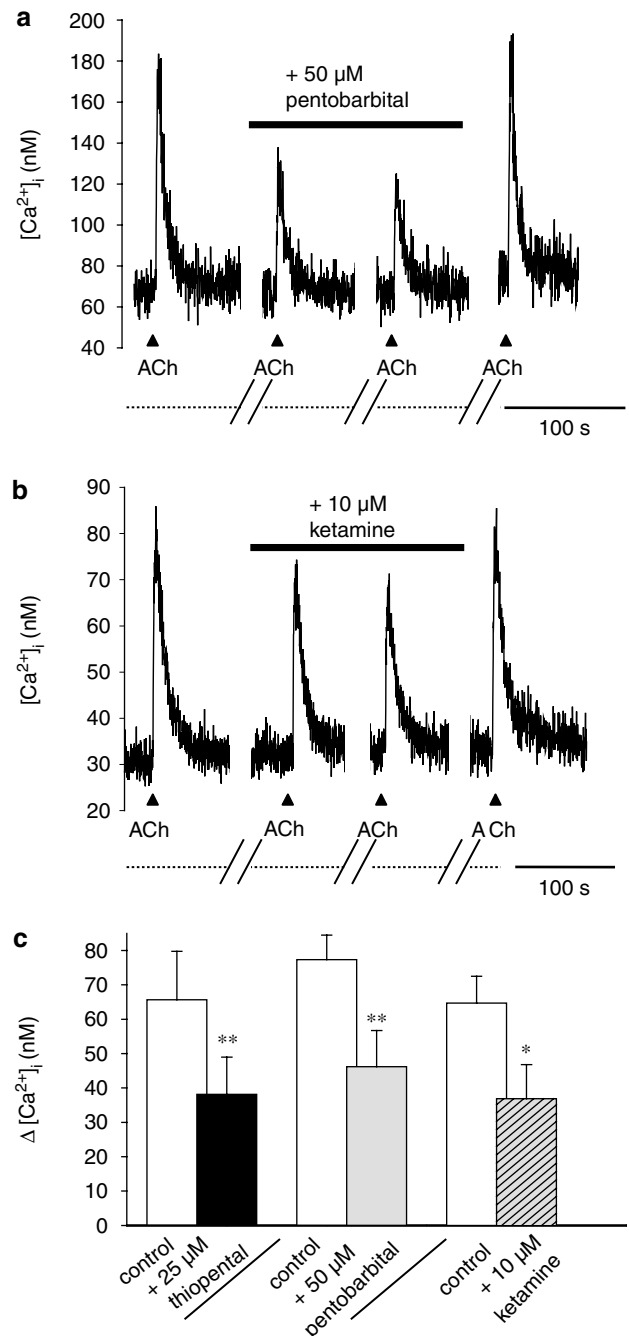 a
200
180
160
140
120
100
80
60
40
[Ca²⁺]ᵢ (nM)
+ 50 µM
pentobarbital
ACh ACh ACh ACh
100 s
b
90
80
70
60
50
40
30
20
[Ca²⁺]ᵢ (nM)
+ 10 µM
ketamine
ACh ACh ACh A Ch
100 s
c
80
70
60
50
40
30
20
10
0
Δ [Ca²⁺]ᵢ (nM)
** ** *
control
+ 25 µM
thiopental
control
+ 50 µM
pentobarbital
control
+ 10 µM
ketamine